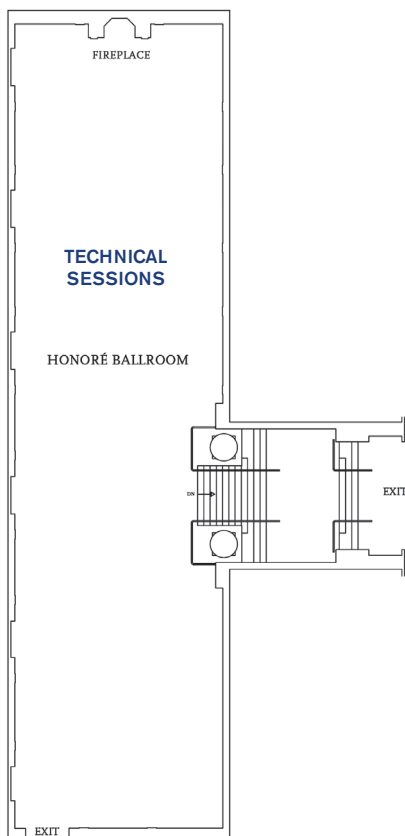 FIREPLACE
TECHNICAL
SESSIONS
HONORÉ BALLROOM
DN
EXIT
EXIT